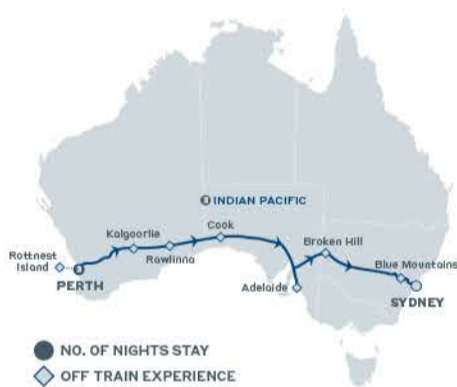 INDIAN PACIFIC
Kalgoorlie
Cook
Rawlinna
Broken Hill
Rottnest
Island
PERTH
Adelaide
Blue Mountains
SYDNEY
NO. OF NIGHTS STAY
OFF TRAIN EXPERIENCE